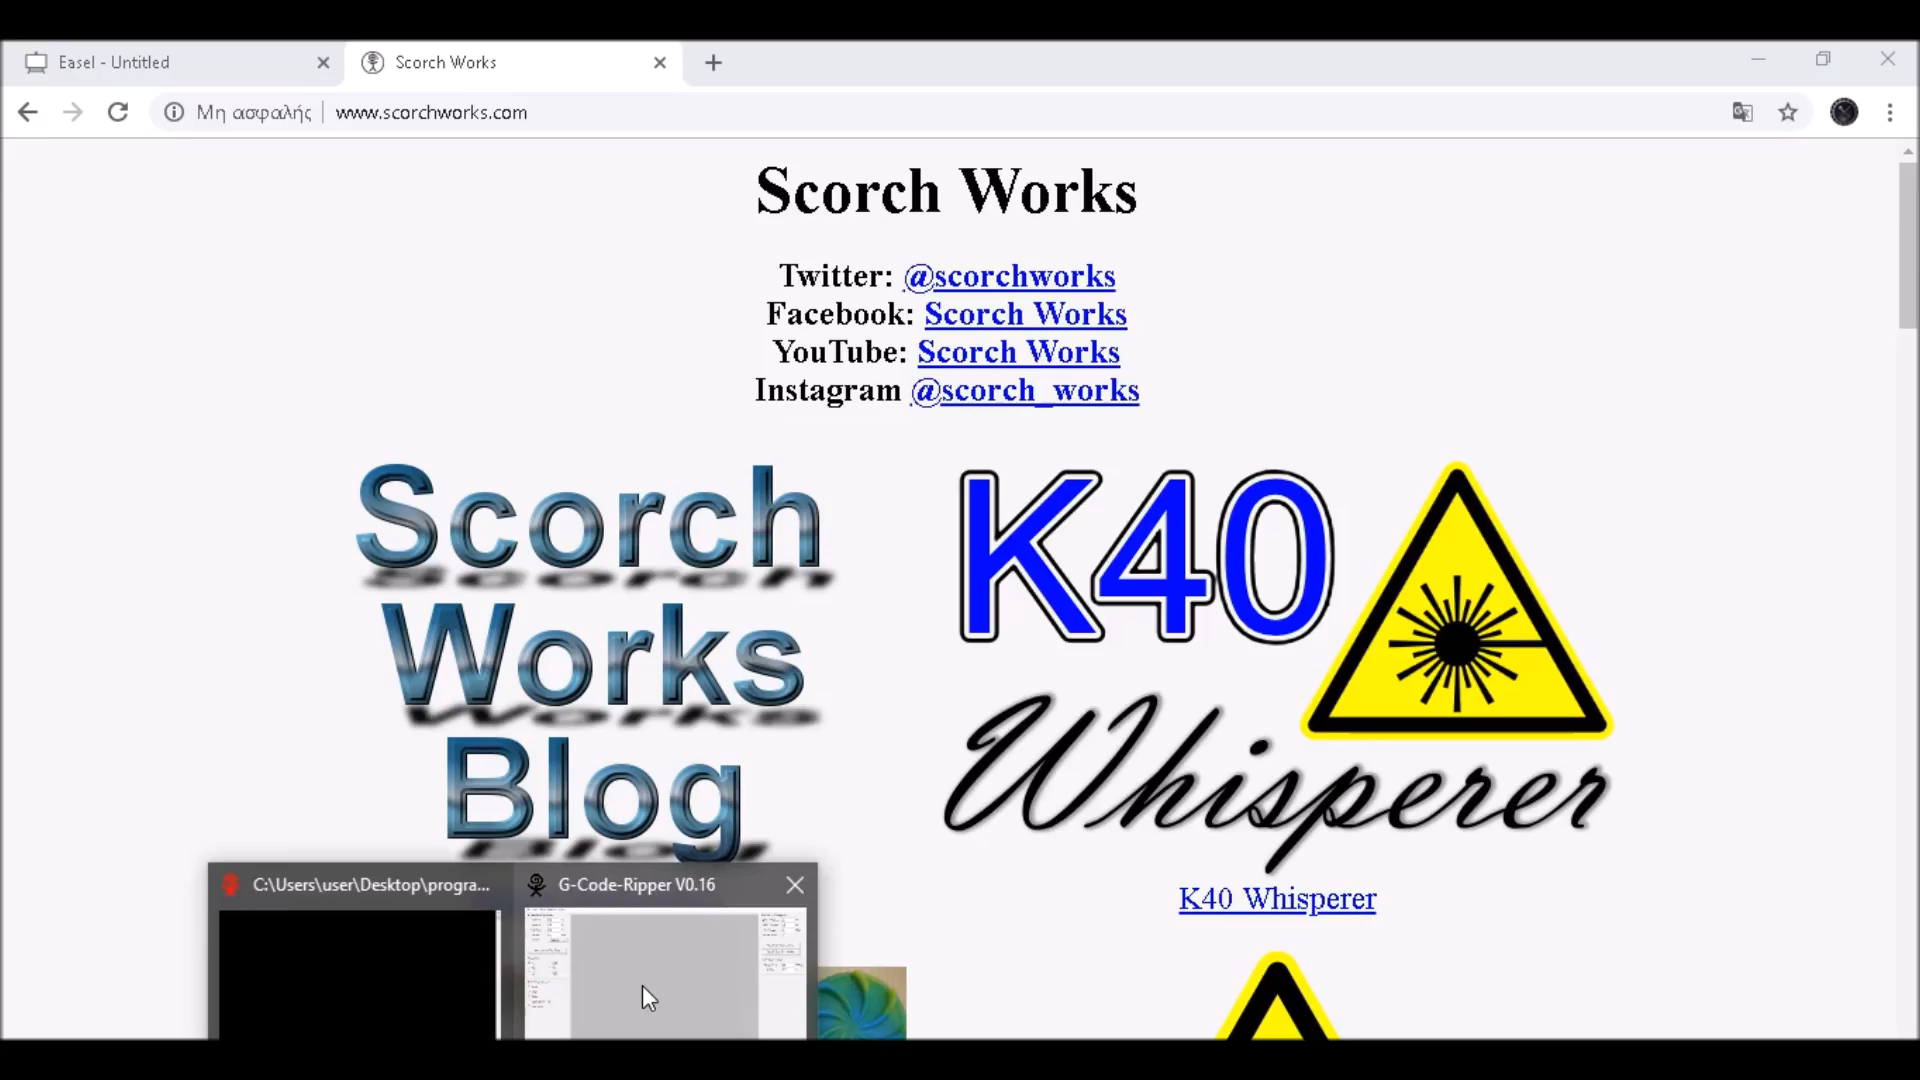 Easel - Untitled
Scorch Works
Μη ασφαλής
www.scorchworks.com
Scorch Works
Twitter: @scorchworks
Facebook: Scorch Works
YouTube: Scorch Works
Instagram @scorch_works
Scorch
Works
Blog
K40
Whisperer
K40 Whisperer
C:\Users\user\Desktop\progra...
G-Code-Ripper V0.16